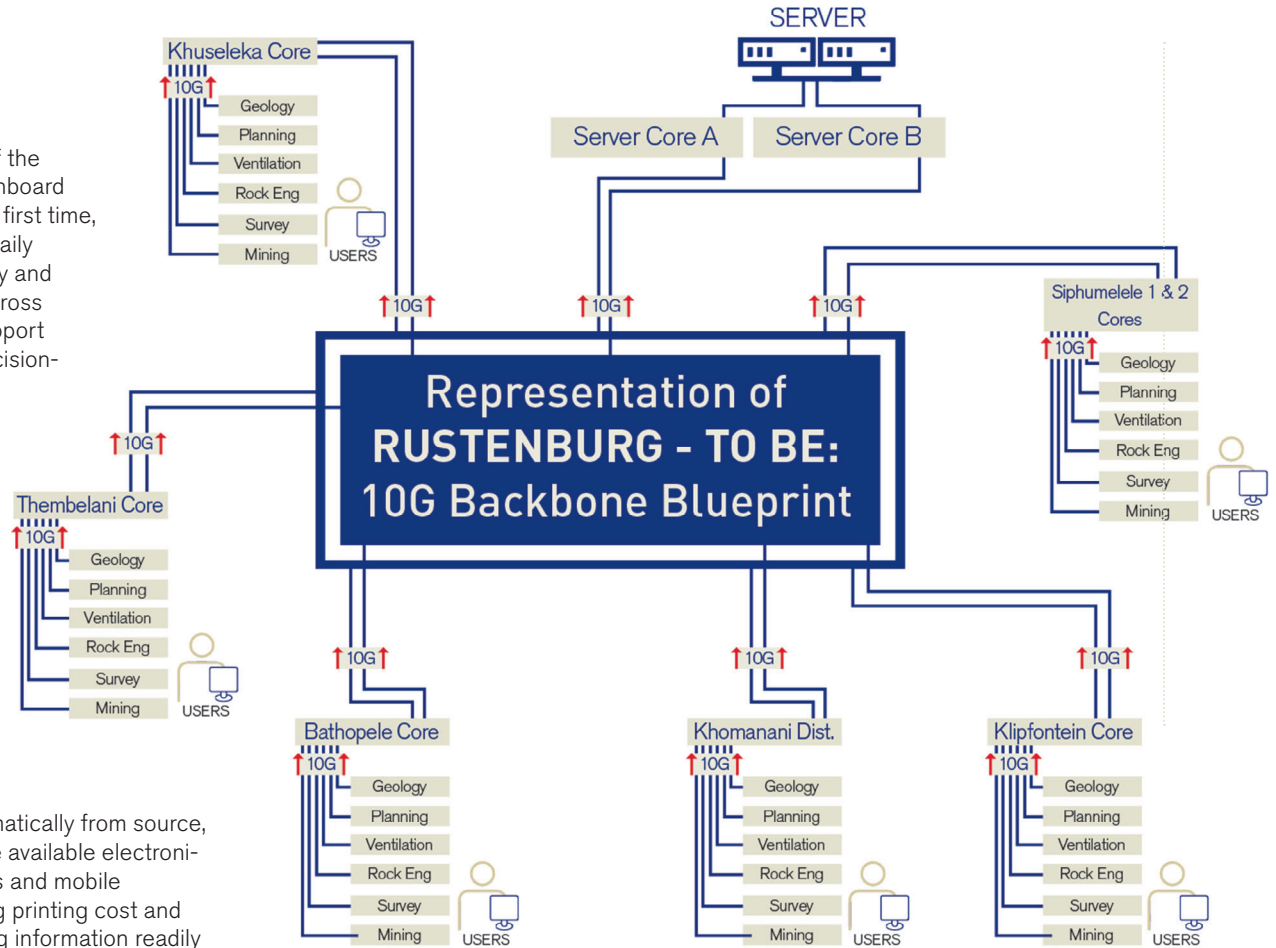 f the
nboard
first time,
aily
y and
ross
pport
cision-
matically from source,
e available electroni-
s and mobile
g printing cost and
g information readily
SERVER
Server Core A
Server Core B
Khuseleka Core
10G
Geology
Planning
Ventilation
Rock Eng
Survey
Mining
USERS
10G
10G
10G
Siphumelele 1 & 2
Cores
10G
Geology
Planning
Ventilation
Rock Eng
Survey
Mining
USERS
Representation of
RUSTENBURG - TO BE:
10G Backbone Blueprint
10G
Thembelani Core
10G
Geology
Planning
Ventilation
Rock Eng
Survey
Mining
USERS
10G
Bathopele Core
10G
Geology
Planning
Ventilation
Rock Eng
Survey
Mining
USERS
10G
Khomanani Dist.
10G
Geology
Planning
Ventilation
Rock Eng
Survey
Mining
USERS
10G
Klipfontein Core
10G
Geology
Planning
Ventilation
Rock Eng
Survey
Mining
USERS